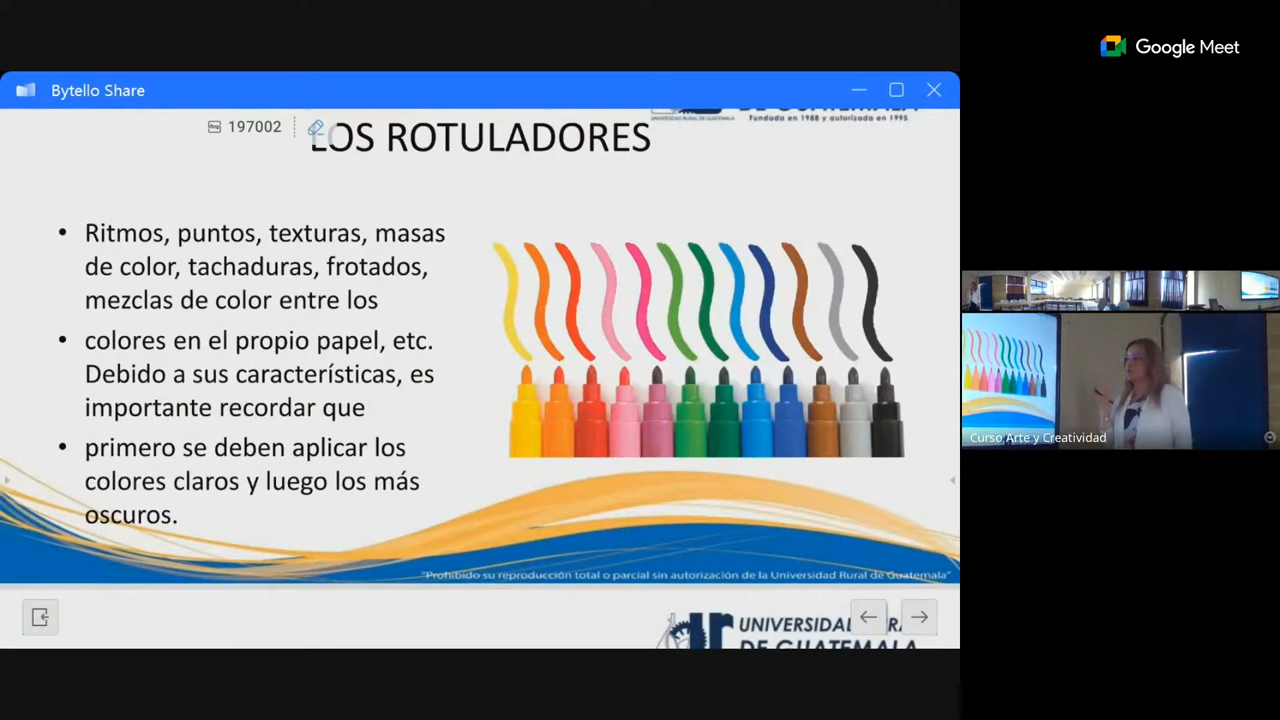 Google Meet
Bytello Share
197002
Fundada en 1988 y autorizada en 1995.
LOS ROTULADORES
• Ritmos, puntos, texturas, masas
de color, tachaduras, frotados,
mezclas de color entre los
• colores en el propio papel, etc.
Debido a sus características, es
importante recordar que
• primero se deben aplicar los
colores claros y luego los más
oscuros.
Curso Arte y Creatividad
"Prohibido su reproducción total o parcial sin autorización de la Universidad Rural de Guatemala"
DE GUATEMALA